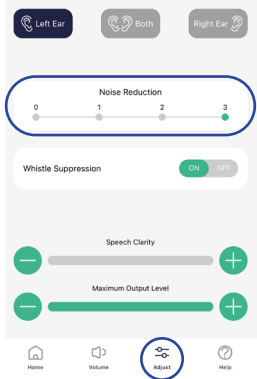 Left Ear Both Right Ear
Noise Reduction
0 1 2 3
Whistle Suppression ON OFF
Speech Clarity
Maximum Output Level
Home Volume Adjust Help